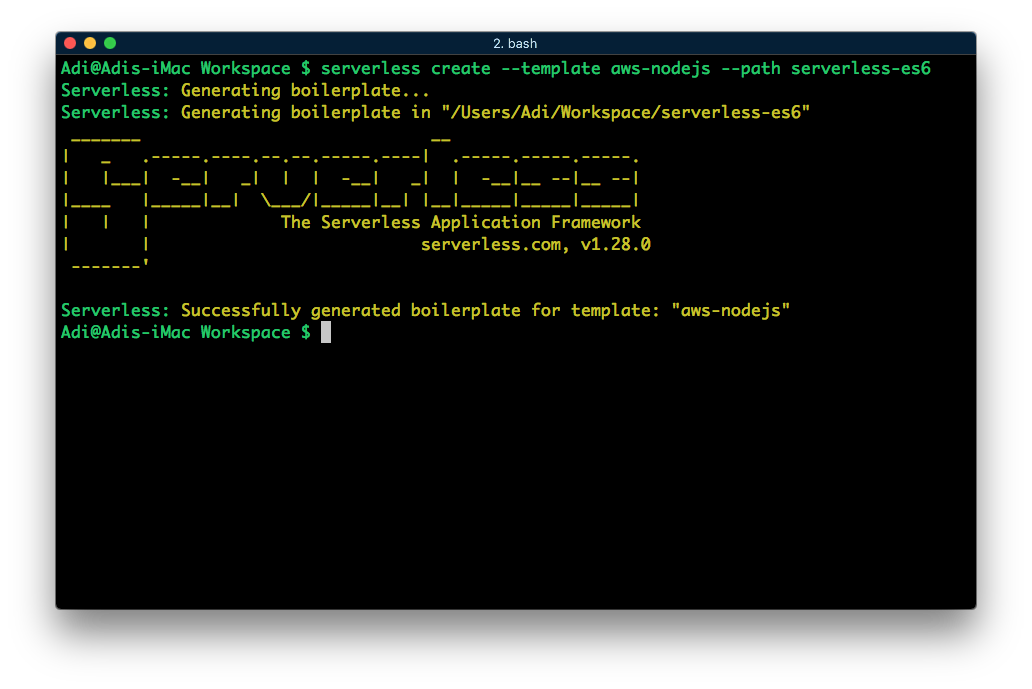 2. bash
Adi@Adis-iMac Workspace $ serverless create --template aws-nodejs --path serverless-es6
Serverless: Generating boilerplate...
Serverless: Generating boilerplate in "/Users/Adi/Workspace/serverless-es6"
 _______                             __
|   _   .-----.----.--.--.-----.----|  .-----.-----.-----.
|   |___|  -__|   _|  |  |  -__|   _|  |  -__|__ --|__ --|
|____   |_____|__|  \___/|_____|__| |__|_____|_____|_____|
|   |   |             The Serverless Application Framework
|       |                           serverless.com, v1.28.0
 -------'
Serverless: Successfully generated boilerplate for template: "aws-nodejs"
Adi@Adis-iMac Workspace $